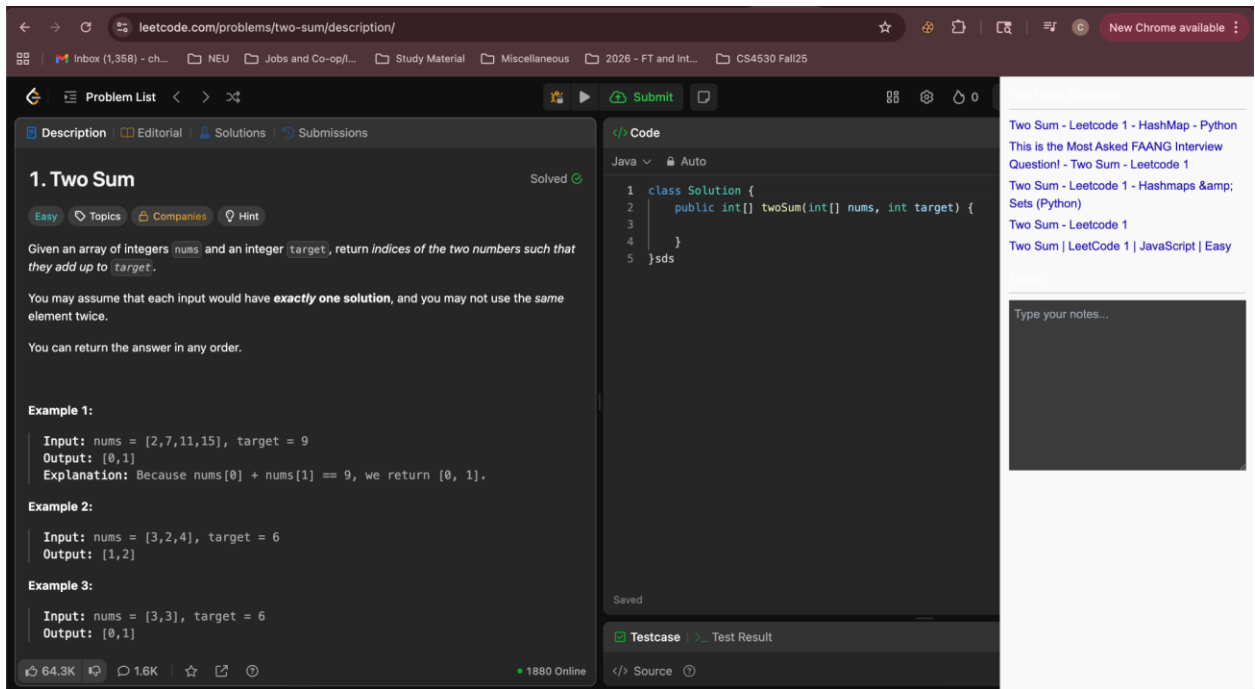 leetcode.com/problems/two-sum/description/
New Chrome available
C
Inbox (1,358) - ch...
NEU
Jobs and Co-op/I...
Study Material
Miscellaneous
2026 - FT and Int...
CS4530 Fall25
Problem List
Submit
0
Description
Editorial
Solutions
Submissions
1. Two Sum
Solved
Easy
Topics
Companies
Hint
Given an array of integers nums and an integer target, return indices of the two numbers such that
they add up to target.
You may assume that each input would have exactly one solution, and you may not use the same
element twice.
You can return the answer in any order.
Example 1:
Input: nums = [2,7,11,15], target = 9
Output: [0,1]
Explanation: Because nums[0] + nums[1] == 9, we return [0, 1].
Example 2:
Input: nums = [3,2,4], target = 6
Output: [1,2]
Example 3:
Input: nums = [3,3], target = 6
Output: [0,1]
64.3K
1.6K
1880 Online
</> Code
Java
Auto
1 class Solution {
2 public int[] twoSum(int[] nums, int target) {
3
4 }
5 }sds
Saved
Testcase
>_ Test Result
</> Source
Two Sum - Leetcode 1 - HashMap - Python
This is the Most Asked FAANG Interview
Question! - Two Sum - Leetcode 1
Two Sum - Leetcode 1 - Hashmaps &amp;
Sets (Python)
Two Sum - Leetcode 1
Two Sum | LeetCode 1 | JavaScript | Easy
Notes
Type your notes...